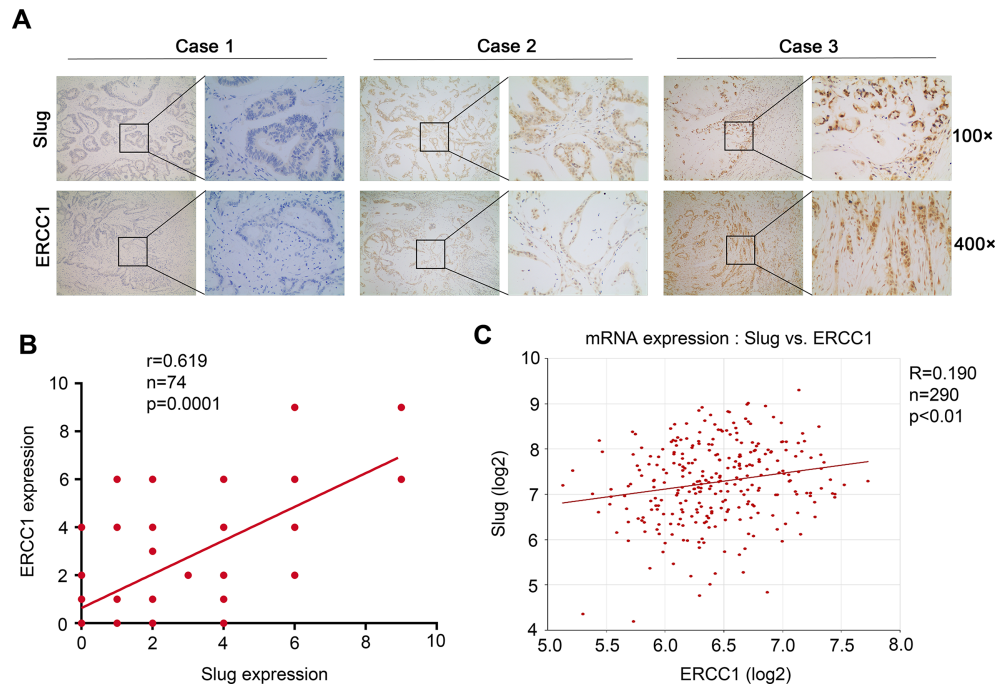 A
Case 1 Case 2 Case 3
Slug
100×
ERCC1
400×
B
r=0.619
n=74
p=0.0001
ERCC1 expression
10
8
6
4
2
0
0 2 4 6 8 10
Slug expression
C
mRNA expression : Slug vs. ERCC1
R=0.190
n=290
p<0.01
Slug (log2)
10
9
8
7
6
5
4
5.0 5.5 6.0 6.5 7.0 7.5 8.0
ERCC1 (log2)